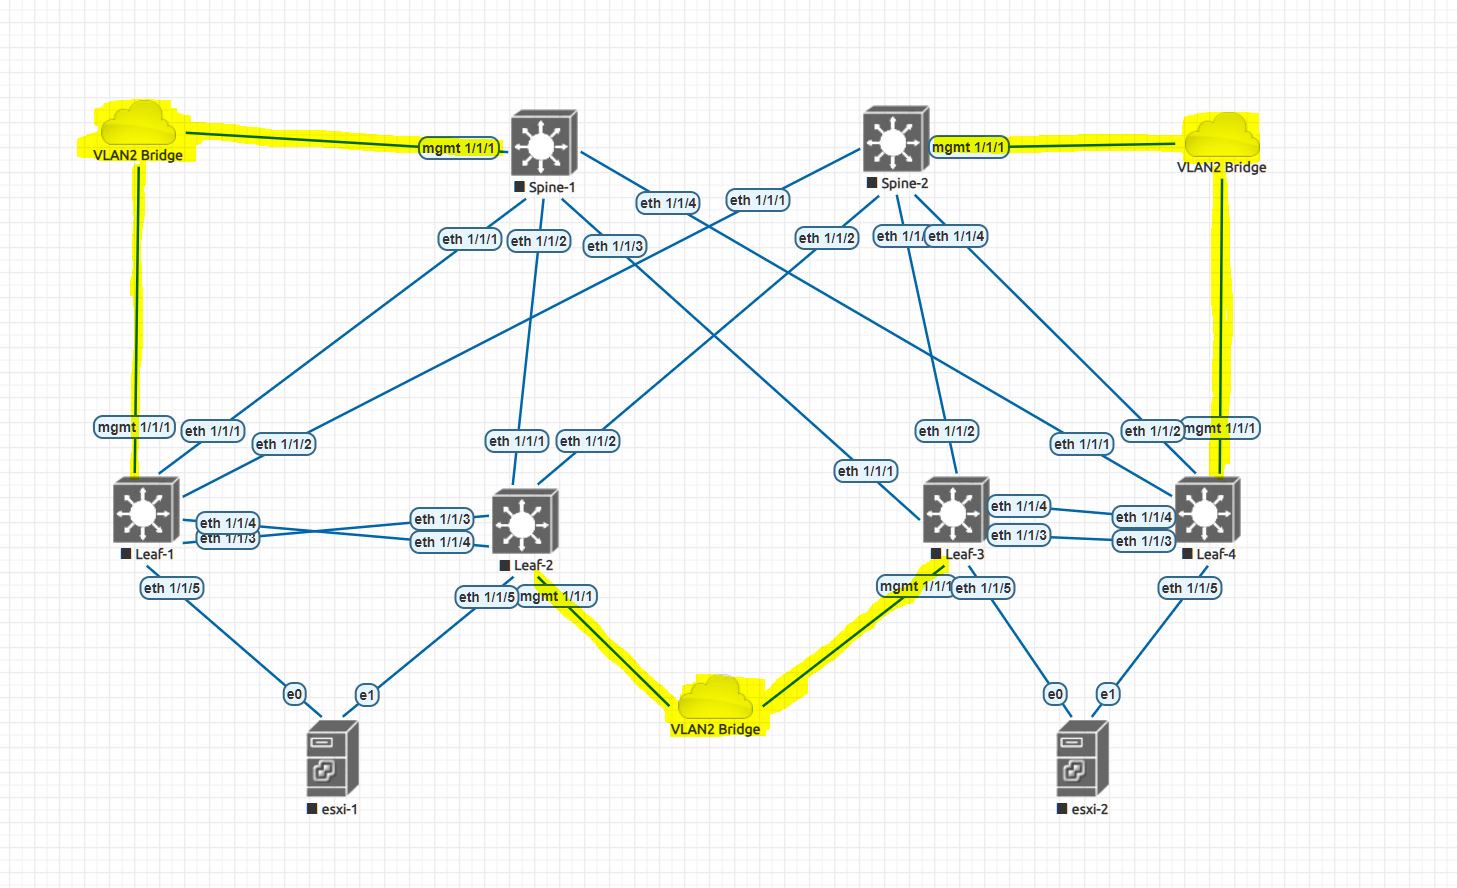 mgmt 1/1/1
mgmt 1/1/1
VLAN2 Bridge
VLAN2 Bridge
Spine-1
Spine-2
eth 1/1/4
eth 1/1/1
eth 1/1/1
eth 1/1/2
eth 1/1/3
eth 1/1/2
eth 1/1/
eth 1/1/4
mgmt 1/1/1
eth 1/1/1
eth 1/1/2
eth 1/1/1
eth 1/1/2
eth 1/1/2
eth 1/1/1
eth 1/1/2
mgmt 1/1/1
eth 1/1/1
eth 1/1/4
eth 1/1/3
eth 1/1/3
eth 1/1/4
eth 1/1/4
eth 1/1/3
eth 1/1/4
eth 1/1/3
Leaf-1
Leaf-2
Leaf-3
Leaf-4
eth 1/1/5
eth 1/1/5
mgmt 1/1/1
mgmt 1/1/1
eth 1/1/5
eth 1/1/5
e0
e1
e0
e1
VLAN2 Bridge
esxi-1
esxi-2